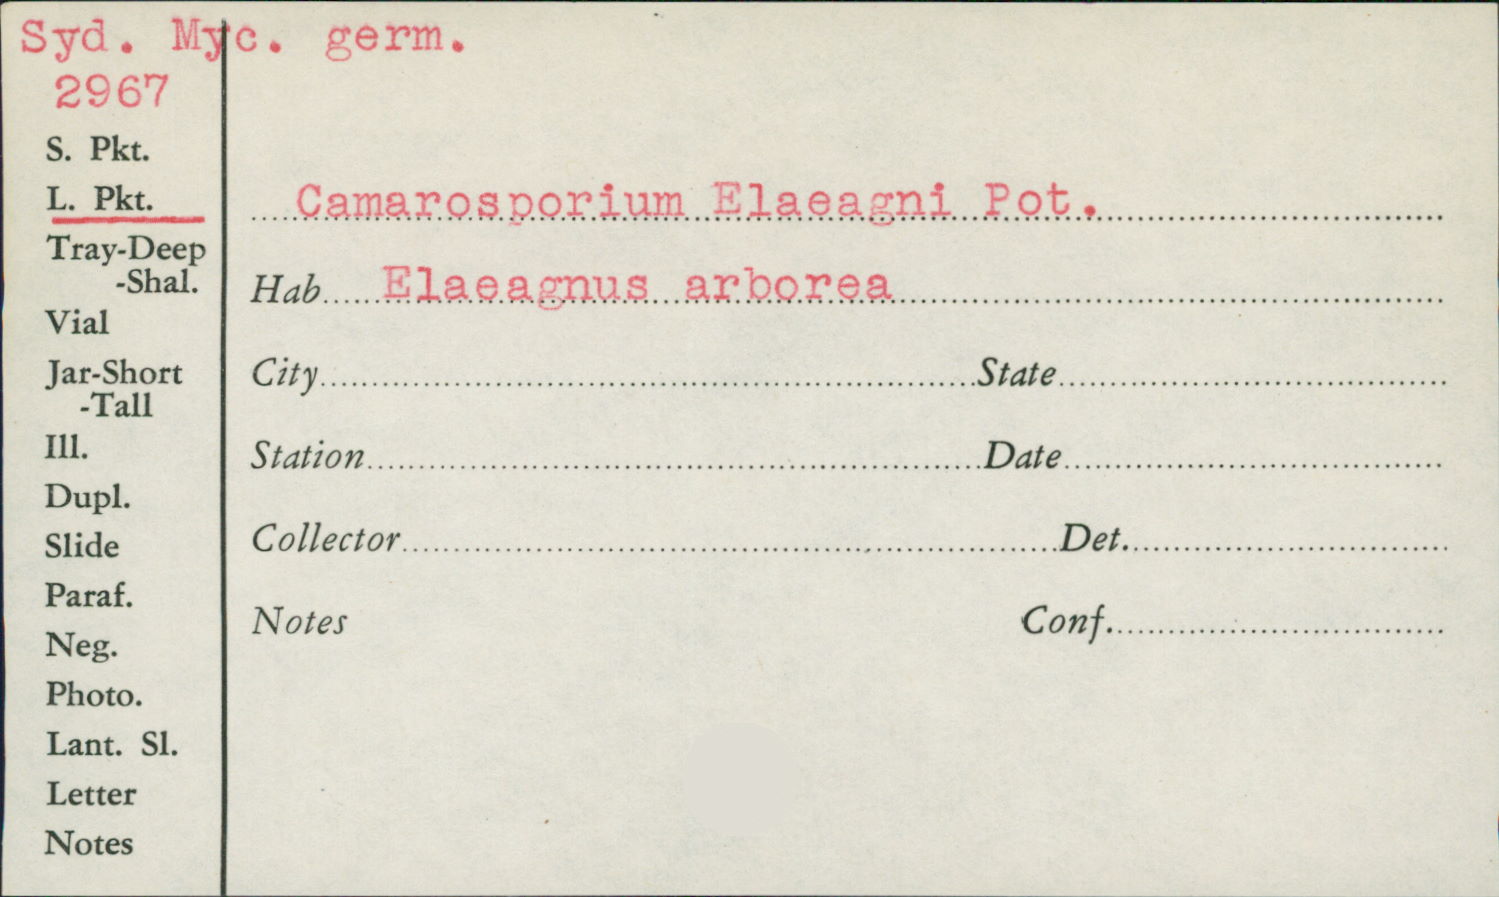 Syd. Myc. germ.
2967
S. Pkt.
L. Pkt.
Tray-Deep
-Shal.
Vial
Jar-Short
-Tall
Ill.
Dupl.
Slide
Paraf.
Neg.
Photo.
Lant. Sl.
Letter
Notes
Camarosporium Elaeagni Pot.
Hab. Elaeagnus arborea
City State
Station Date
Collector Det.
Notes Conf.